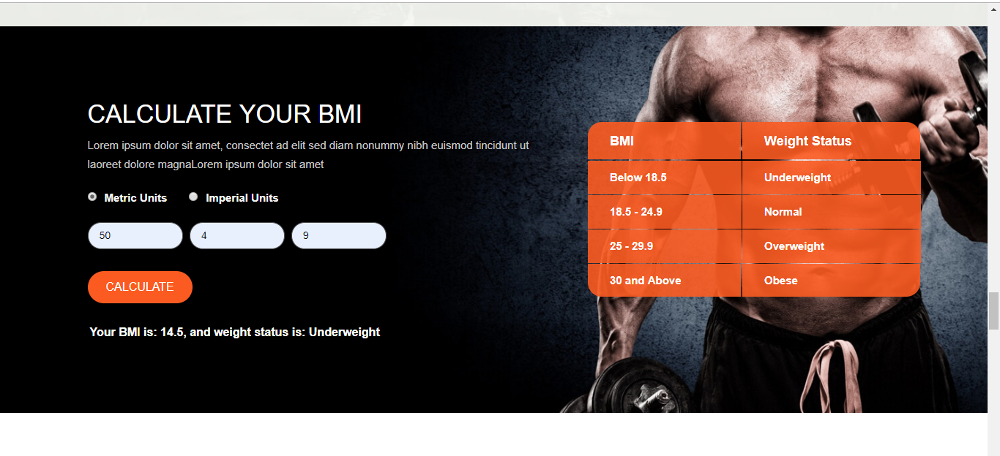 CALCULATE YOUR BMI
Lorem ipsum dolor sit amet, consectet ad elit sed diam nonummy nibh euismod tincidunt ut
laoreet dolore magnaLorem ipsum dolor sit amet
Metric Units Imperial Units
50 4 9
CALCULATE
Your BMI is: 14.5, and weight status is: Underweight
BMI Weight Status
Below 18.5 Underweight
18.5 - 24.9 Normal
25 - 29.9 Overweight
30 and Above Obese